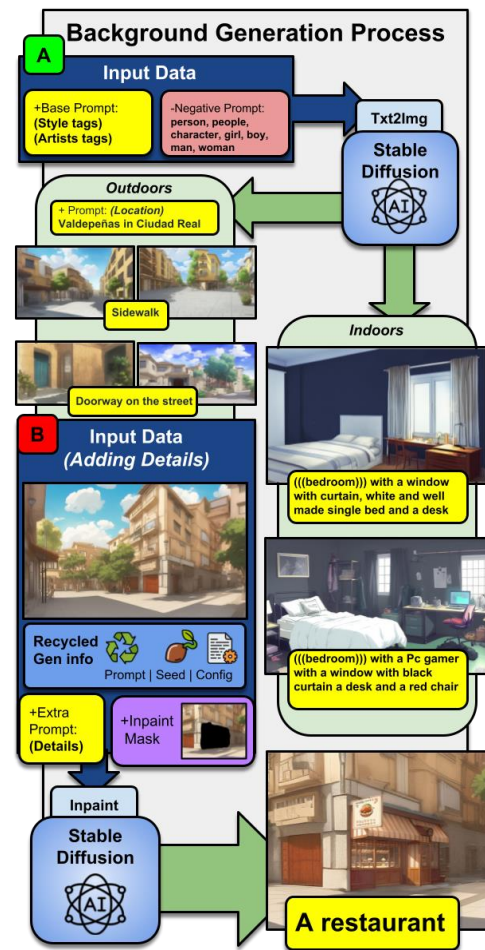 Background Generation Process
A
Input Data
+Base Prompt:
(Style tags)
(Artists tags)
-Negative Prompt:
person, people,
character, girl, boy,
man, woman
Txt2Img
Stable
Diffusion
AI
Outdoors
+ Prompt: (Location)
Valdepeñas in Ciudad Real
Sidewalk
Doorway on the street
Indoors
(((bedroom))) with a window
with curtain, white and well
made single bed and a desk
(((bedroom))) with a Pc gamer
with a window with black
curtain a desk and a red chair
B
Input Data
(Adding Details)
Recycled
Gen info
Prompt | Seed | Config
+Extra
Prompt:
(Details)
+Inpaint
Mask
Inpaint
Stable
Diffusion
AI
A restaurant